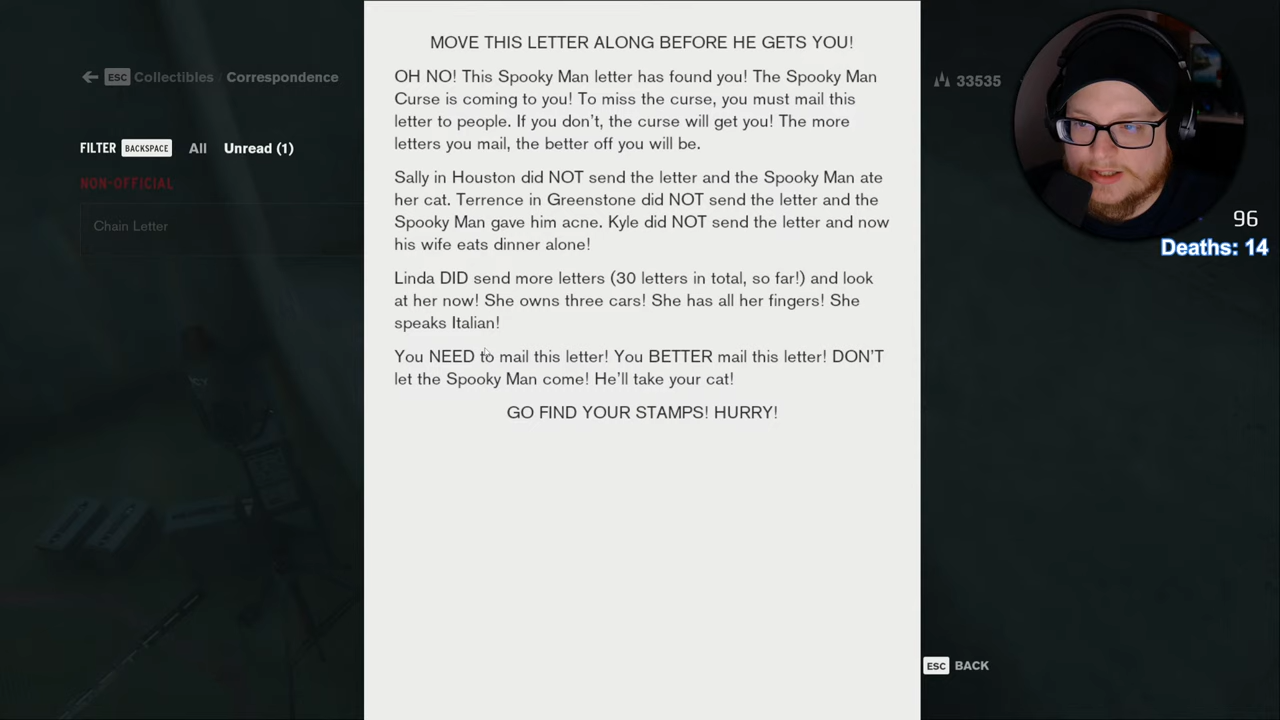 MOVE THIS LETTER ALONG BEFORE HE GETS YOU!
OH NO! This Spooky Man letter has found you! The Spooky Man
Curse is coming to you! To miss the curse, you must mail this
letter to people. If you don't, the curse will get you! The more
letters you mail, the better off you will be.
Sally in Houston did NOT send the letter and the Spooky Man ate
her cat. Terrence in Greenstone did NOT send the letter and the
Spooky Man gave him acne. Kyle did NOT send the letter and now
his wife eats dinner alone!
Linda DID send more letters (30 letters in total, so far!) and look
at her now! She owns three cars! She has all her fingers! She
speaks Italian!
You NEED to mail this letter! You BETTER mail this letter! DON'T
let the Spooky Man come! He'll take your cat!
GO FIND YOUR STAMPS! HURRY!
ESC Collectibles / Correspondence
FILTER BACKSPACE All Unread (1)
NON-OFFICIAL
Chain Letter
33535
96
Deaths: 14
ESC BACK